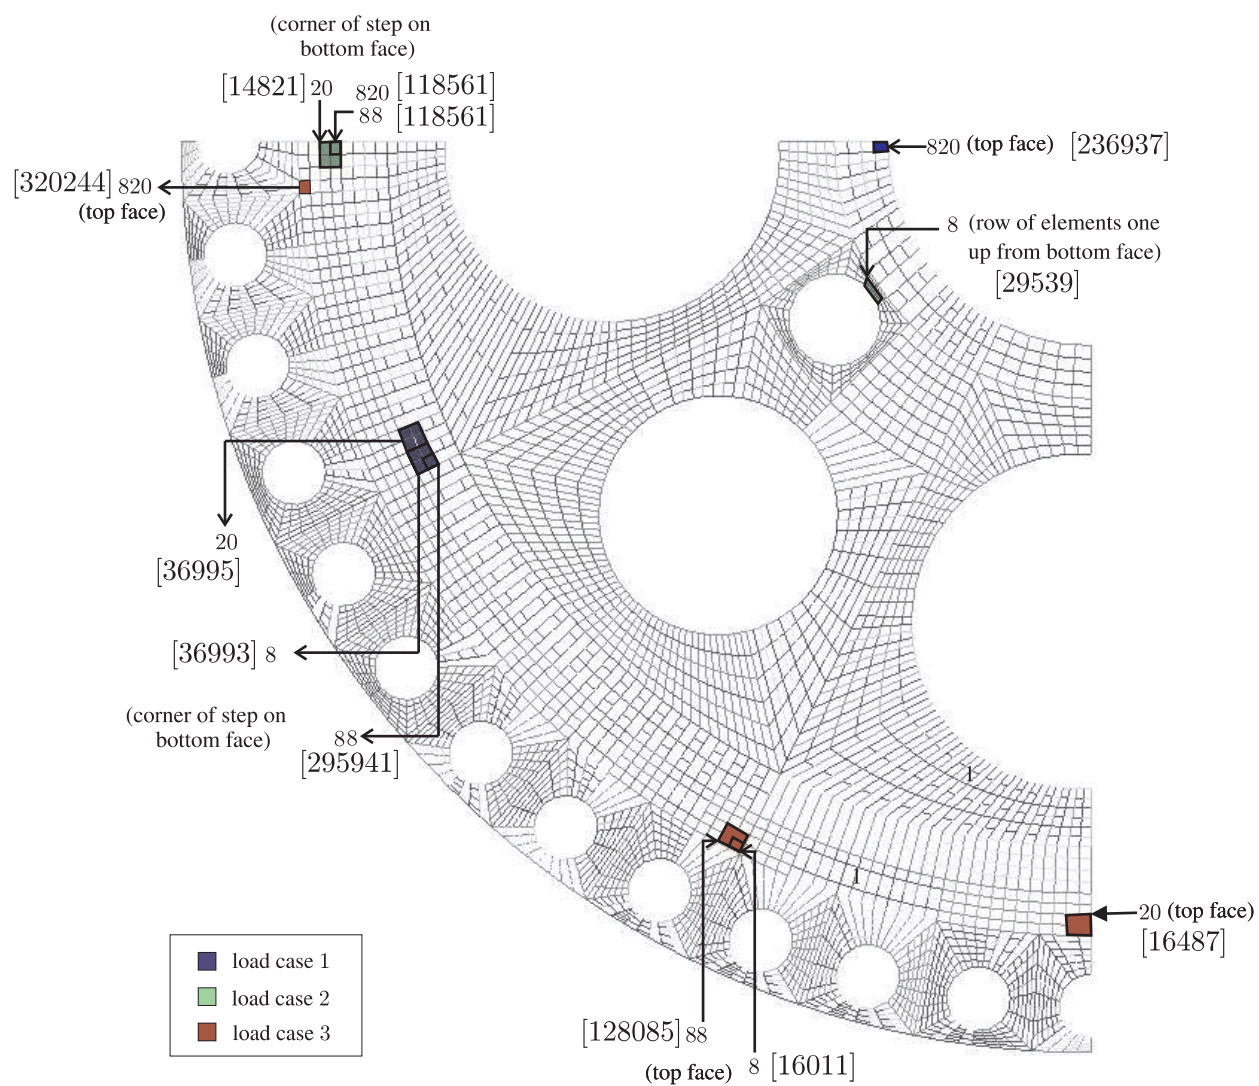 (corner of step on
bottom face)
[14821] 20
820 [118561]
88 [118561]
820 (top face) [236937]
[320244] 820
(top face)
8 (row of elements one
up from bottom face)
[29539]
20
[36995]
[36993] 8
(corner of step on
bottom face)
88
[295941]
1
1
20 (top face)
[16487]
load case 1
load case 2
load case 3
[128085] 88
(top face)
8 [16011]